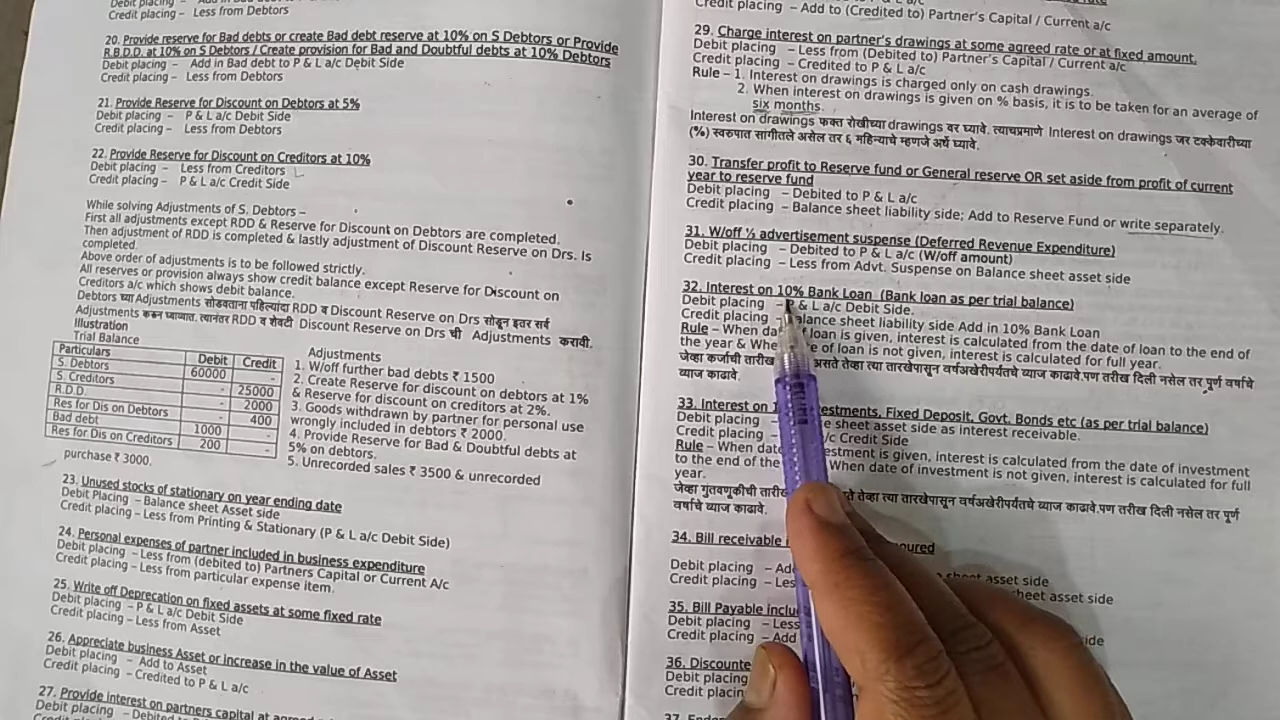 Credit placing – Less from Debtors
20. Provide reserve for Bad debts or create Bad debt reserve at 10% on S Debtors or Provide
R.B.D.D. at 10% on S Debtors / Create provision for Bad and Doubtful debts at 10% Debtors
Debit placing – Add in Bad debt to P & L a/c Debit Side
Credit placing – Less from Debtors
21. Provide Reserve for Discount on Debtors at 5%
Debit placing – P & L a/c Debit Side
Credit placing – Less from Debtors
22. Provide Reserve for Discount on Creditors at 10%
Debit placing – Less from Creditors
Credit placing – P & L a/c Credit Side
While solving Adjustments of S. Debtors –
First all adjustments except RDD & Reserve for Discount on Debtors are completed.
Then adjustment of RDD is completed & lastly adjustment of Discount Reserve on Drs. Is
completed.
Above order of adjustments is to be followed strictly.
All reserves or provision always show credit balance except Reserve for Discount on
Creditors a/c which shows debit balance.
Debtors च्या Adjustments सोडवताना पहिल्यांदा RDD व Discount Reserve on Drs सोडून इतर सर्व
Adjustments करून घ्याव्यात. त्यानंतर RDD व शेवटी Discount Reserve on Drs ची Adjustments करावी.
Illustration
Trial Balance
Particulars Debit Credit
S. Debtors 60000 -
S. Creditors - 25000
R.D.D. - 2000
Res for Dis on Debtors - 400
Bad debt 1000 -
Res for Dis on Creditors 200 -
Adjustments
1. W/off further bad debts ₹ 1500
2. Create Reserve for discount on debtors at 1%
& Reserve for discount on creditors at 2%.
3. Goods withdrawn by partner for personal use
wrongly included in debtors ₹ 2000.
4. Provide Reserve for Bad & Doubtful debts at
5% on debtors.
5. Unrecorded sales ₹ 3500 & unrecorded
purchase ₹ 3000.
23. Unused stocks of stationary on year ending date
Debit Placing – Balance sheet Asset side
Credit placing – Less from Printing & Stationary (P & L a/c Debit Side)
24. Personal expenses of partner included in business expenditure
Debit placing – Less from (debited to) Partners Capital or Current A/c
Credit placing – Less from particular expense item.
25. Write off Deprecation on fixed assets at some fixed rate
Debit placing – P & L a/c Debit Side
Credit placing – Less from Asset
26. Appreciate business Asset or increase in the value of Asset
Debit placing – Add to Asset
Credit placing – Credited to P & L a/c
27. Provide interest on partners capital at
Debit placing –
Credit placing – Add to (Credited to) Partner's Capital / Current a/c
29. Charge interest on partner's drawings at some agreed rate or at fixed amount.
Debit placing – Less from (Debited to) Partner's Capital / Current a/c
Credit placing – Credited to P & L a/c
Rule – 1. Interest on drawings is charged only on cash drawings.
2. When interest on drawings is given on % basis, it is to be taken for an average of
six months.
Interest on drawings फक्त रोखीच्या drawings वर घ्यावे. त्याचप्रमाणे Interest on drawings जर टक्केवारीच्या
(%) स्वरुपात सांगीतले असेल तर ६ महिन्याचे म्हणजे अर्धे घ्यावे.
30. Transfer profit to Reserve fund or General reserve OR set aside from profit of current
year to reserve fund
Debit placing – Debited to P & L a/c
Credit placing – Balance sheet liability side; Add to Reserve Fund or write separately.
31. W/off ⅓ advertisement suspense (Deferred Revenue Expenditure)
Debit placing – Debited to P & L a/c (W/off amount)
Credit placing – Less from Advt. Suspense on Balance sheet asset side
32. Interest on 10% Bank Loan (Bank loan as per trial balance)
Debit placing – P & L a/c Debit Side.
Credit placing alance sheet liability side Add in 10% Bank Loan
Rule – When da loan is given, interest is calculated from the date of loan to the end of
the year & Whe e of loan is not given, interest is calculated for full year.
जेव्हा कर्जाची तारीख असते तेव्हा त्या तारखेपासून वर्षअखेरीपर्यंतचे व्याज काढावे.पण तरीख दिली नसेल तर पूर्ण वर्षाचे
व्याज काढावे.
33. Interest on 1 estments, Fixed Deposit, Govt. Bonds etc (as per trial balance)
Debit placing e sheet asset side as interest receivable.
Credit placing /c Credit Side
Rule – When dat estment is given, interest is calculated from the date of investment
to the end of the When date of investment is not given, interest is calculated for full
year.
जेव्हा गुंतवणूकीची तारीख ते तेव्हा त्या तारखेपासून वर्षअखेरीपर्यंतचे व्याज काढावे.पण तरीख दिली नसेल तर पूर्ण
वर्षाचे व्याज काढावे.
34. Bill receivable oured
Debit placing – Ad sheet asset side
Credit placing – Les heet asset side
35. Bill Payable inclu
Debit placing – Less
Credit placing – Add ide
36. Discounte
Debit placing
Credit placin